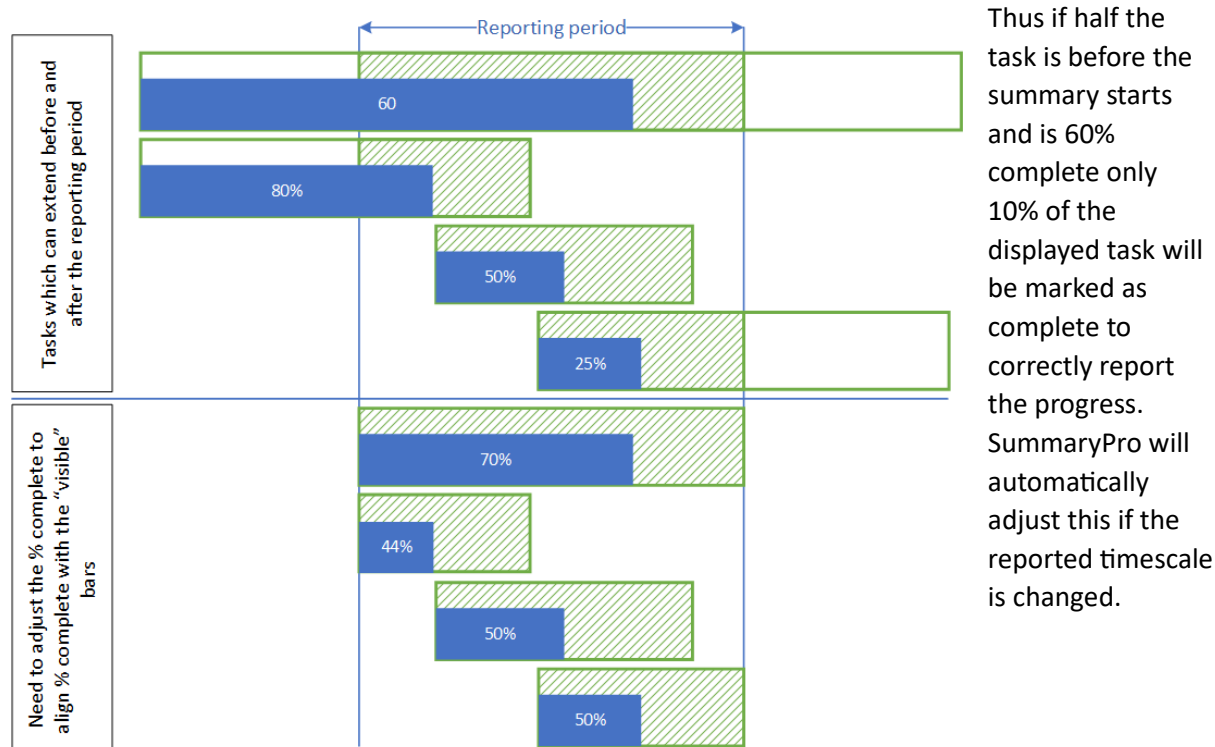 Reporting period
Tasks which can extend before and
after the reporting period
60
80%
50%
25%
Need to adjust the % complete to
align % complete with the “visible”
bars
70%
44%
50%
50%
Thus if half the
task is before the
summary starts
and is 60%
complete only
10% of the
displayed task will
be marked as
complete to
correctly report
the progress.
SummaryPro will
automatically
adjust this if the
reported timescale
is changed.